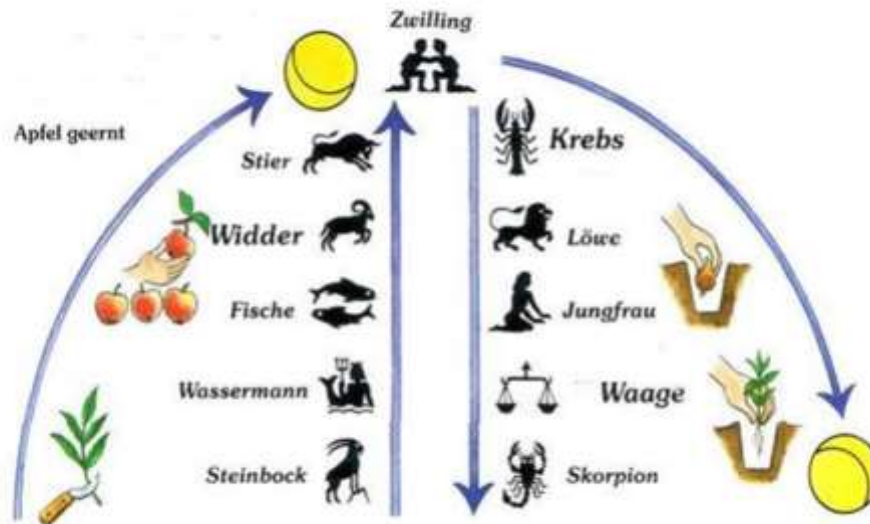 Zwilling
Apfel geernt
Stier
Krebs
Widder
Löwe
Fische
Jungfrau
Wassermann
Waage
Steinbock
Skorpion